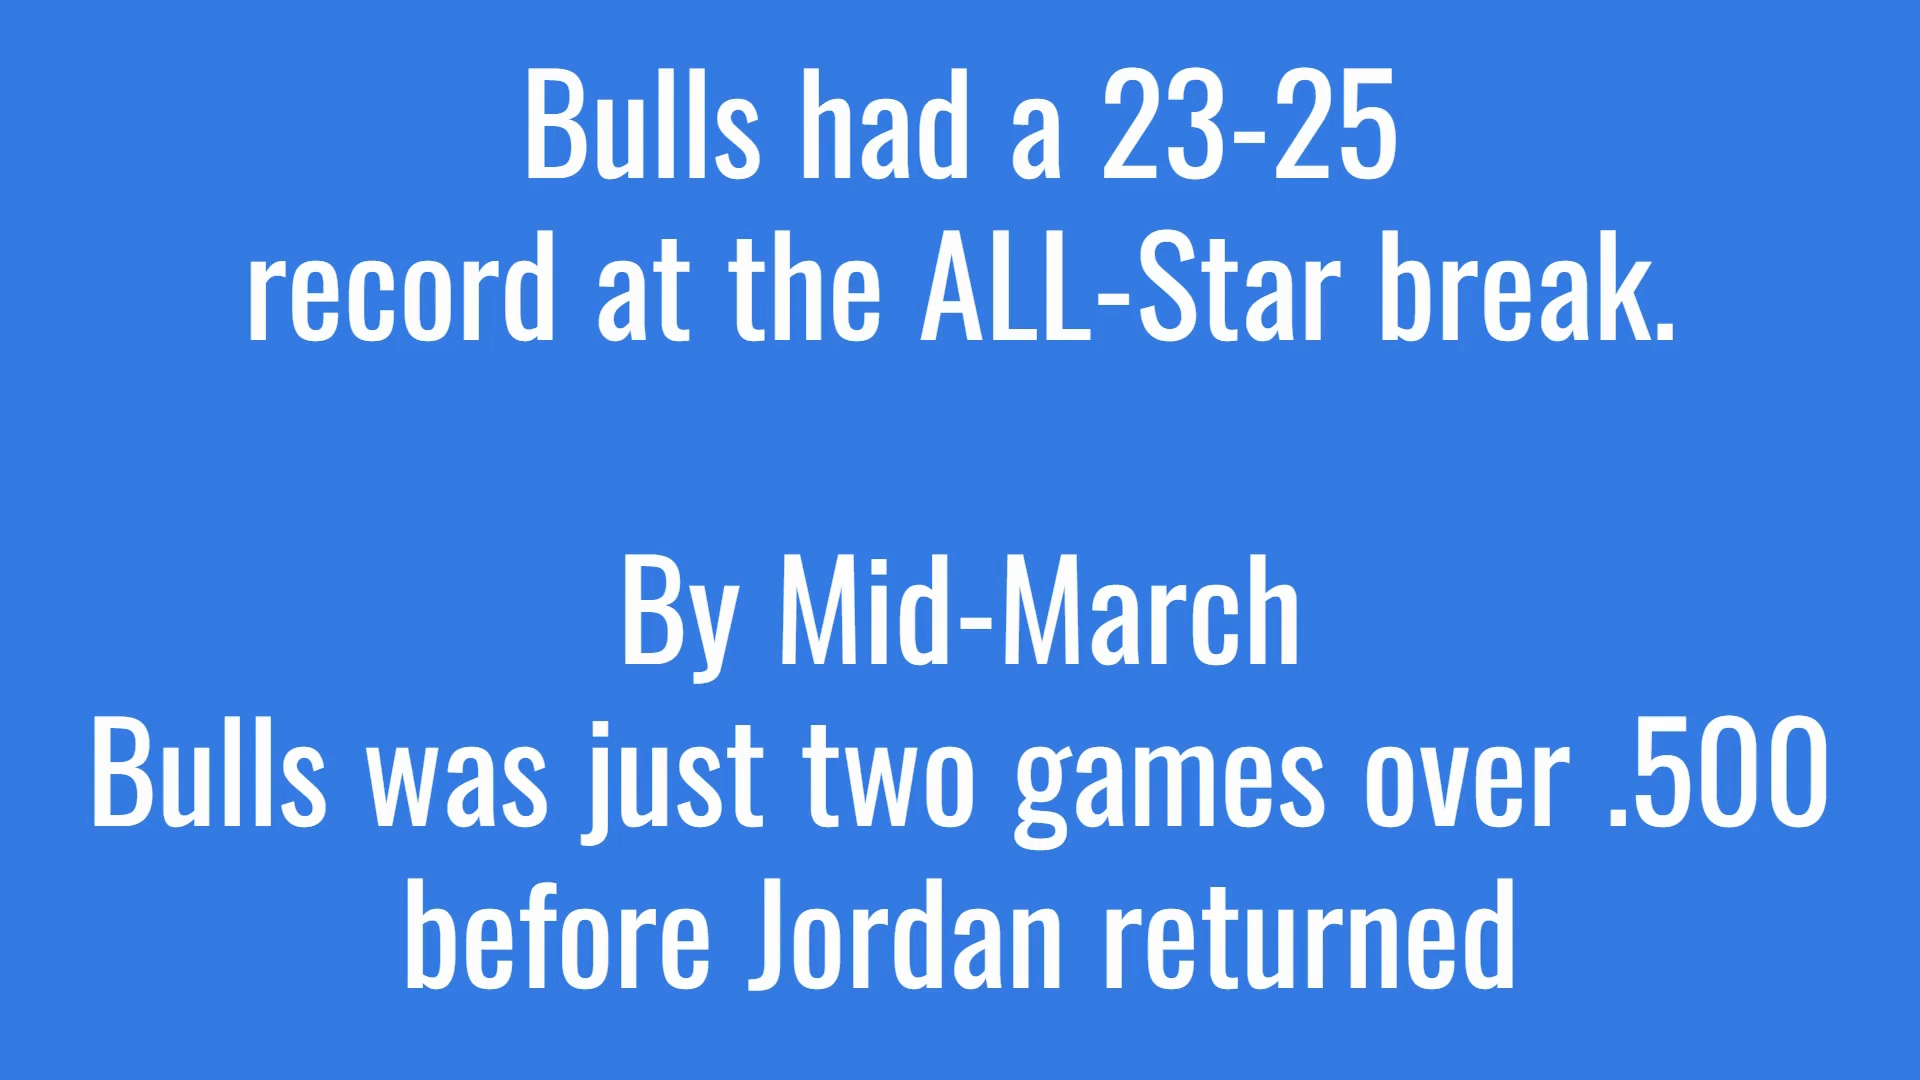 Bulls had a 23-25
record at the ALL-Star break.
By Mid-March
Bulls was just two games over .500
before Jordan returned